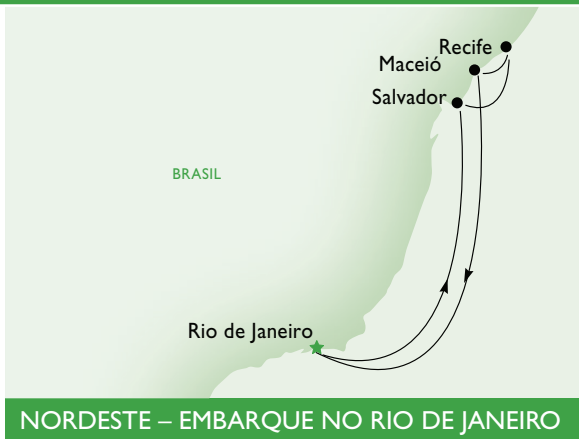 Recife
Maceió
Salvador
BRASIL
Rio de Janeiro
NORDESTE – EMBARQUE NO RIO DE JANEIRO